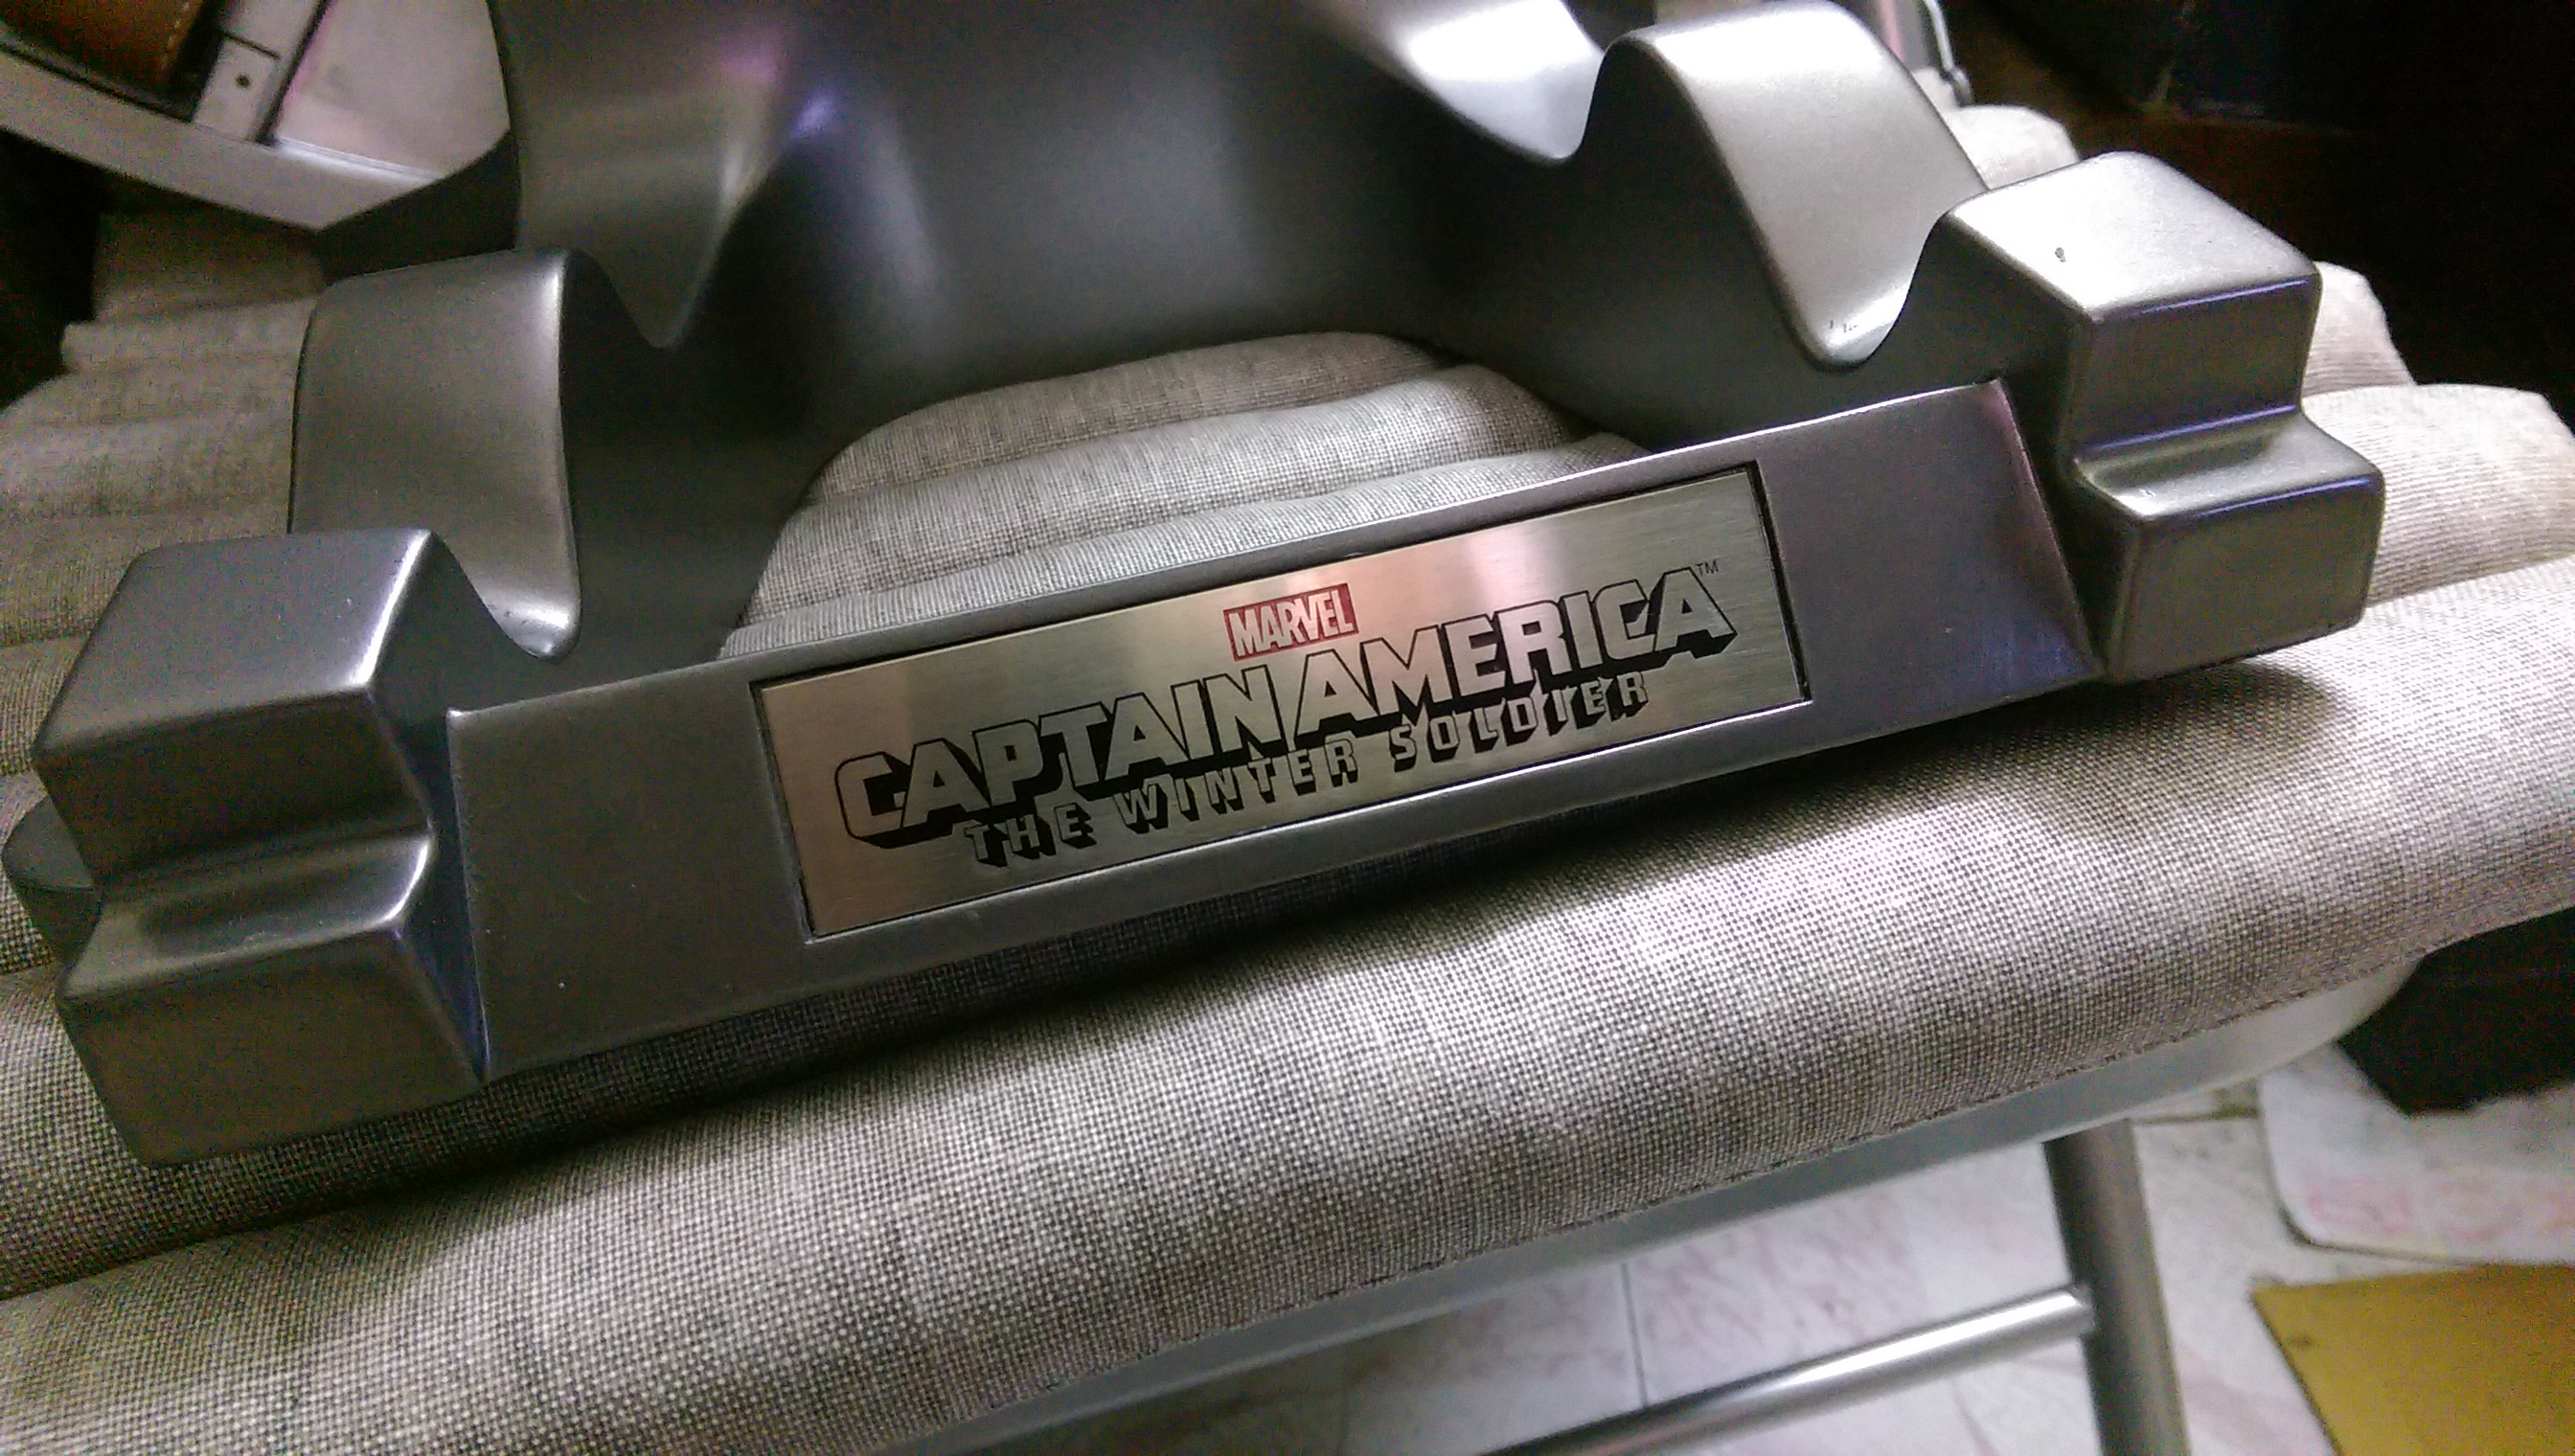 MARVEL
CAPTAIN AMERICA™
THE WINTER SOLDIER